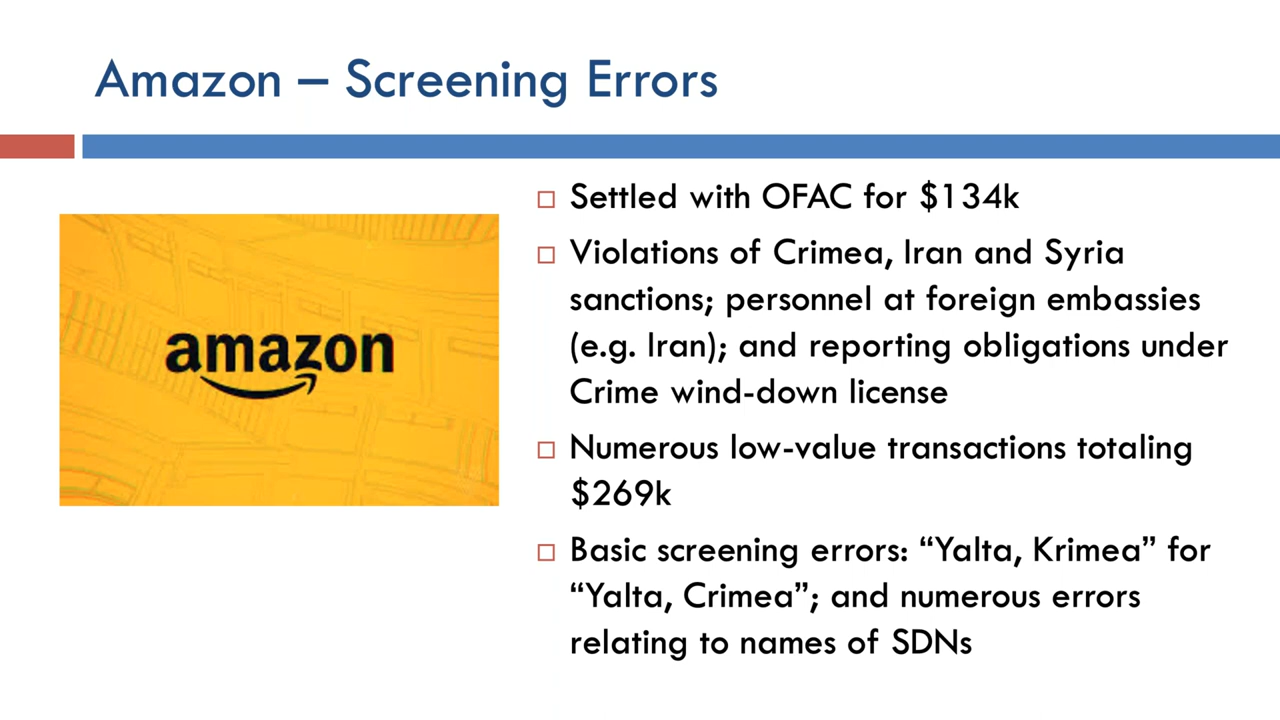 Amazon – Screening Errors
amazon
Settled with OFAC for $134k
Violations of Crimea, Iran and Syria
sanctions; personnel at foreign embassies
(e.g. Iran); and reporting obligations under
Crime wind-down license
Numerous low-value transactions totaling
$269k
Basic screening errors: “Yalta, Krimea” for
“Yalta, Crimea”; and numerous errors
relating to names of SDNs